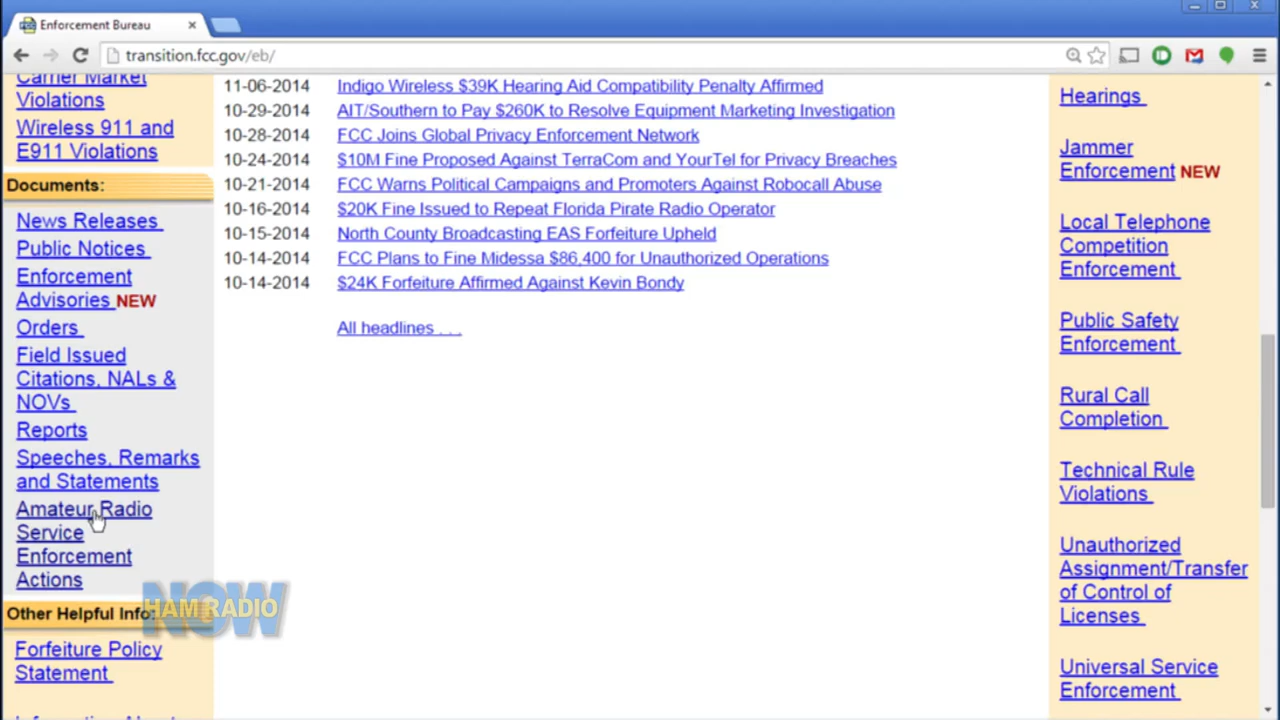 Enforcement Bureau
transition.fcc.gov/eb/
Carrier Market
Violations
Wireless 911 and
E911 Violations
Documents:
News Releases
Public Notices
Enforcement
Advisories NEW
Orders
Field Issued
Citations, NALs &
NOVs
Reports
Speeches, Remarks
and Statements
Amateur Radio
Service
Enforcement
Actions
Other Helpful Info:
Forfeiture Policy
Statement
11-06-2014 Indigo Wireless $39K Hearing Aid Compatibility Penalty Affirmed
10-29-2014 AIT/Southern to Pay $260K to Resolve Equipment Marketing Investigation
10-28-2014 FCC Joins Global Privacy Enforcement Network
10-24-2014 $10M Fine Proposed Against TerraCom and YourTel for Privacy Breaches
10-21-2014 FCC Warns Political Campaigns and Promoters Against Robocall Abuse
10-16-2014 $20K Fine Issued to Repeat Florida Pirate Radio Operator
10-15-2014 North County Broadcasting EAS Forfeiture Upheld
10-14-2014 FCC Plans to Fine Midessa $86,400 for Unauthorized Operations
10-14-2014 $24K Forfeiture Affirmed Against Kevin Bondy
All headlines . . .
Hearings
Jammer
Enforcement NEW
Local Telephone
Competition
Enforcement
Public Safety
Enforcement
Rural Call
Completion
Technical Rule
Violations
Unauthorized
Assignment/Transfer
of Control of
Licenses
Universal Service
Enforcement
HAM RADIO
NOW